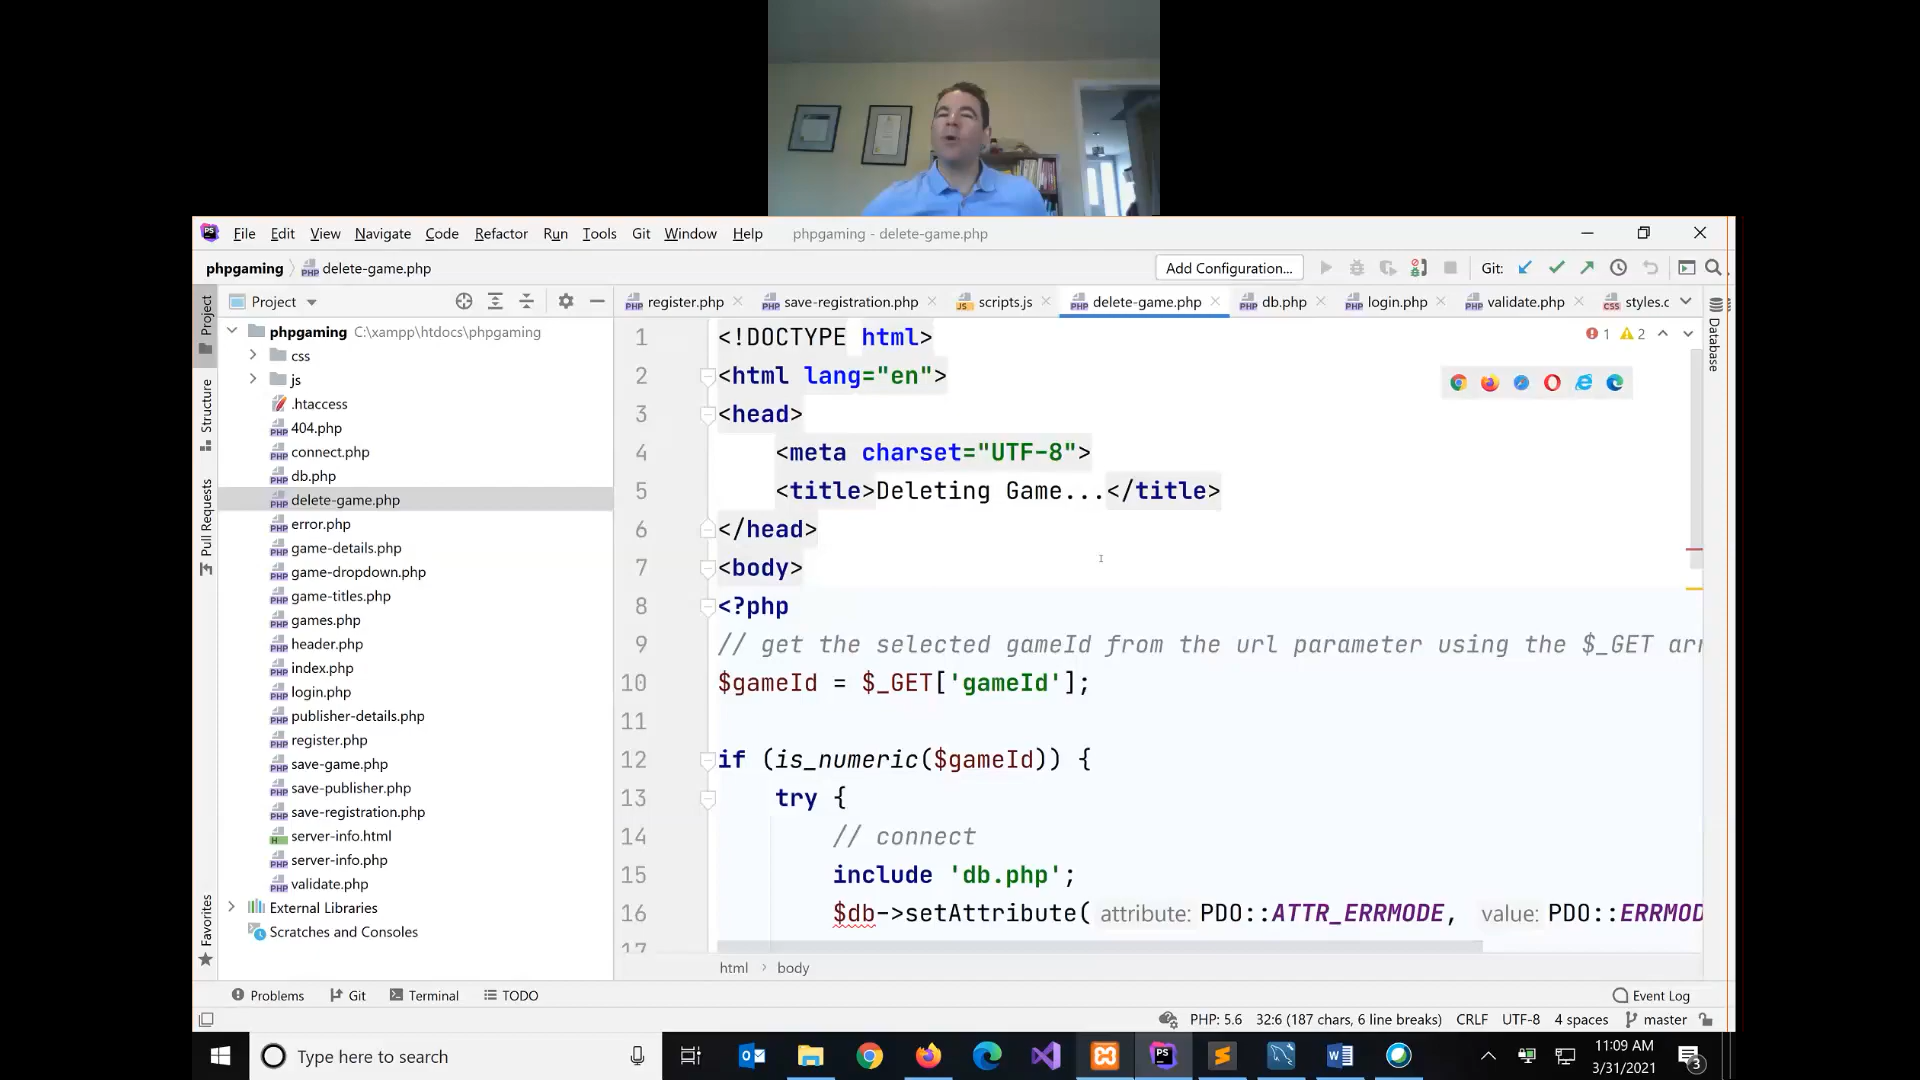 File Edit View Navigate Code Refactor Run Tools Git Window Help phpgaming - delete-game.php
phpgaming delete-game.php Add Configuration... Git:
Project register.php save-registration.php scripts.js delete-game.php db.php login.php validate.php styles.c
phpgaming C:\xampp\htdocs\phpgaming
css
js
.htaccess
404.php
connect.php
db.php
delete-game.php
error.php
game-details.php
game-dropdown.php
game-titles.php
games.php
header.php
index.php
login.php
publisher-details.php
register.php
save-game.php
save-publisher.php
save-registration.php
server-info.html
server-info.php
validate.php
External Libraries
Scratches and Consoles
Project
Structure
Pull Requests
Favorites
1 <!DOCTYPE html>
2 <html lang="en">
3 <head>
4 <meta charset="UTF-8">
5 <title>Deleting Game...</title>
6 </head>
7 <body>
8 <?php
9 // get the selected gameId from the url parameter using the $_GET arr
10 $gameId = $_GET['gameId'];
11
12 if (is_numeric($gameId)) {
13 try {
14 // connect
15 include 'db.php';
16 $db->setAttribute( attribute: PDO::ATTR_ERRMODE, value: PDO::ERRMOD
17
1 2
Database
html › body
Problems Git Terminal TODO Event Log
PHP: 5.6 32:6 (187 chars, 6 line breaks) CRLF UTF-8 4 spaces master
Type here to search
11:09 AM
3/31/2021
3